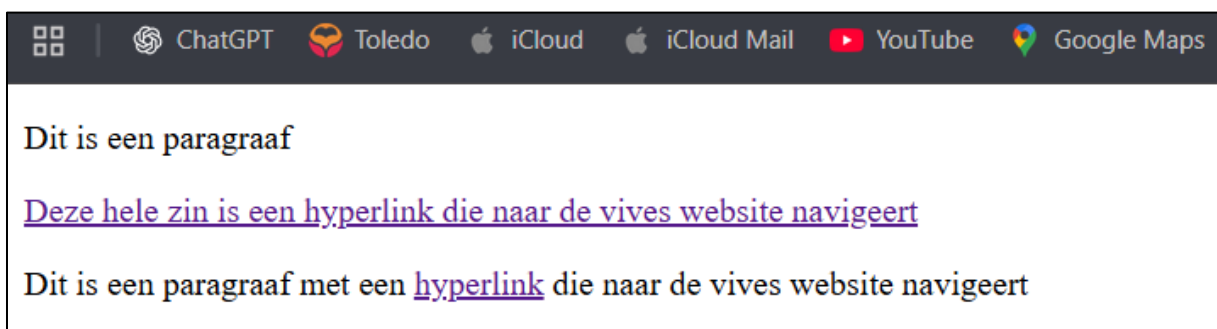 ChatGPT Toledo iCloud iCloud Mail YouTube Google Maps
Dit is een paragraaf
Deze hele zin is een hyperlink die naar de vives website navigeert
Dit is een paragraaf met een hyperlink die naar de vives website navigeert